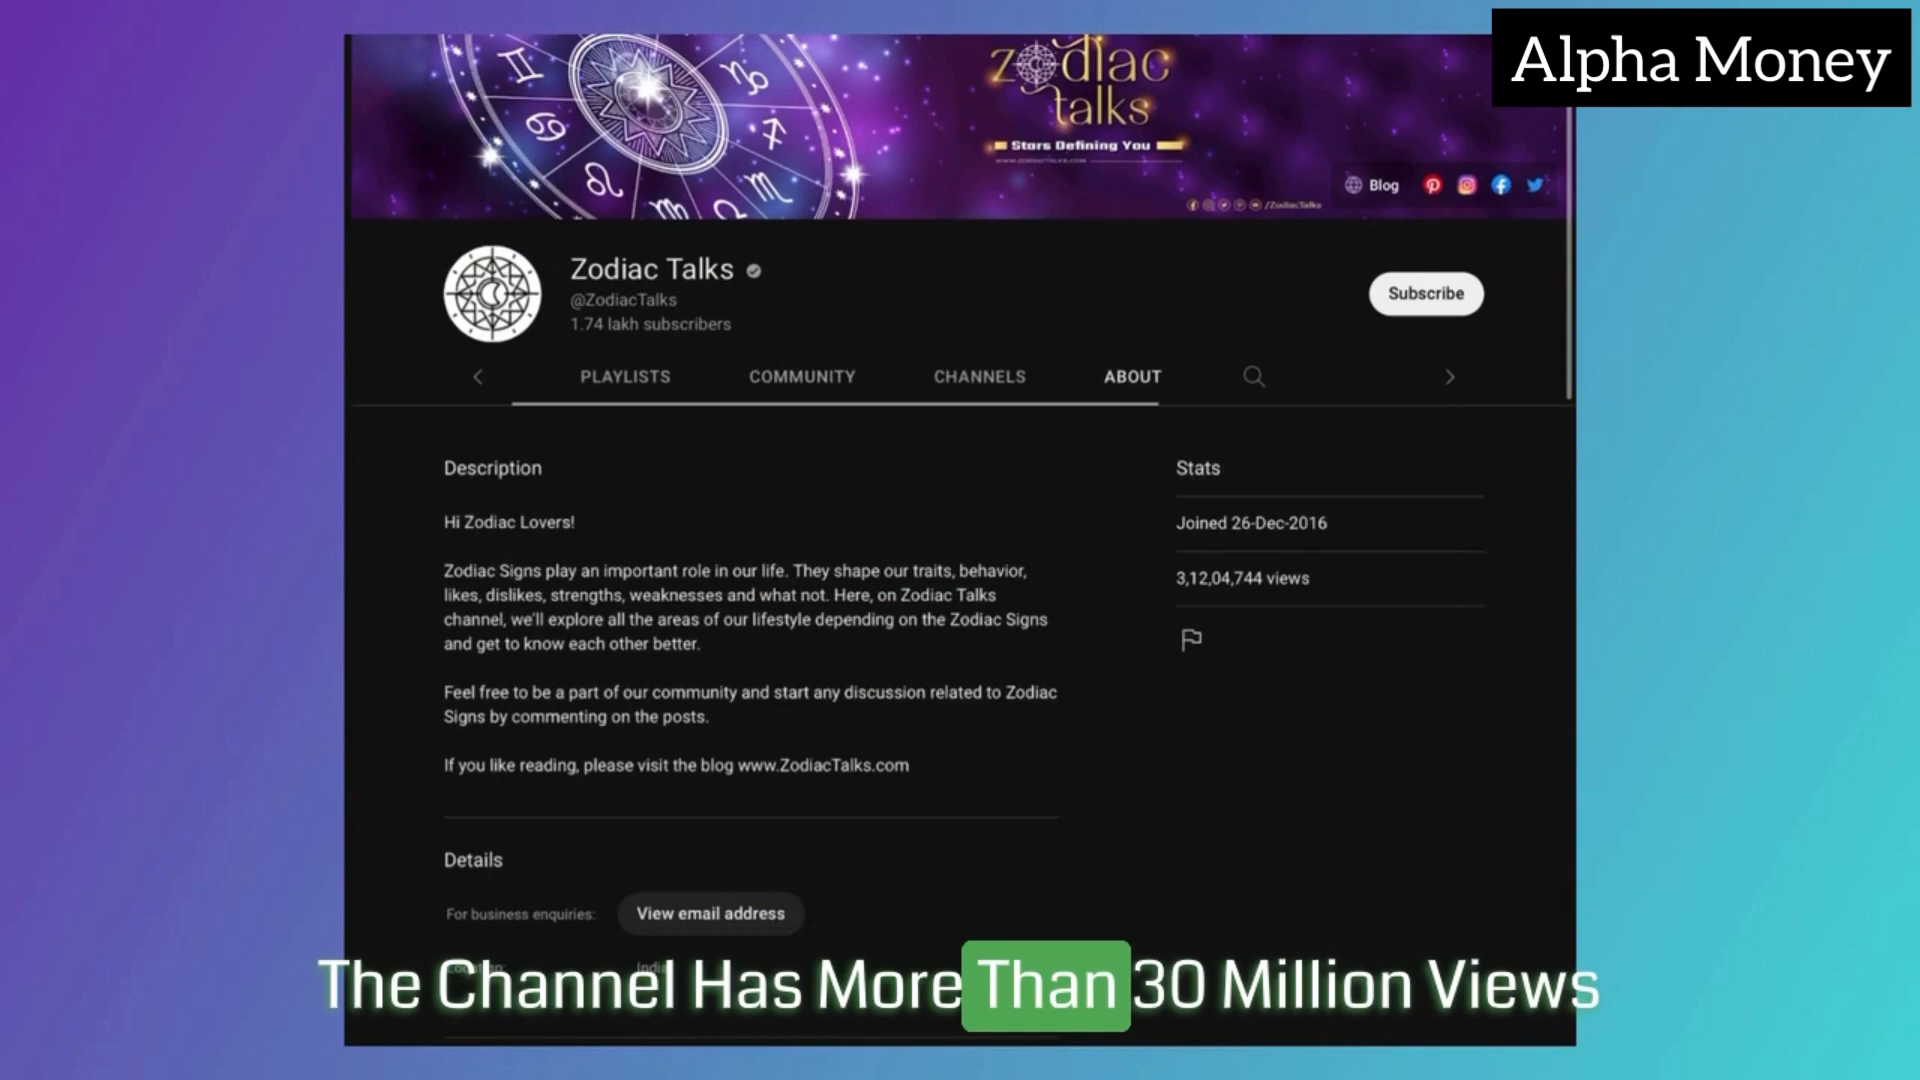 Alpha Money
zodiac
talks
Stars Defining You
WWW.ZODIACTALKS.COM
Blog
/ZodiacTalks
Zodiac Talks
@ZodiacTalks
1.74 lakh subscribers
Subscribe
PLAYLISTS COMMUNITY CHANNELS ABOUT
Description
Stats
Hi Zodiac Lovers!
Joined 26-Dec-2016
Zodiac Signs play an important role in our life. They shape our traits, behavior,
likes, dislikes, strengths, weaknesses and what not. Here, on Zodiac Talks
channel, we'll explore all the areas of our lifestyle depending on the Zodiac Signs
and get to know each other better.
3,12,04,744 views
Feel free to be a part of our community and start any discussion related to Zodiac
Signs by commenting on the posts.
If you like reading, please visit the blog www.ZodiacTalks.com
Details
For business enquiries: View email address
Location: India
The Channel Has More Than 30 Million Views